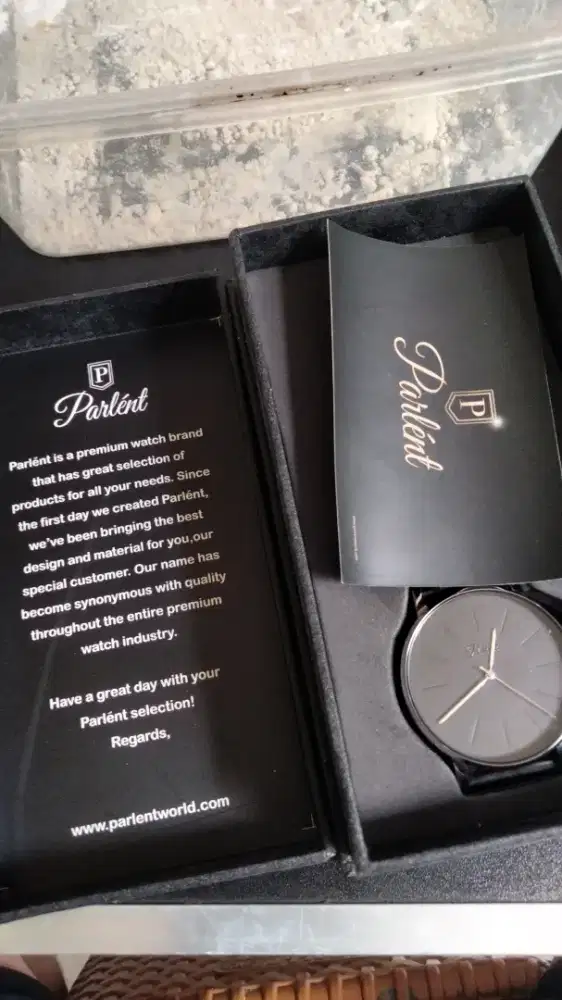 P
Parlént
Parlént is a premium watch brand
that has great selection of
products for all your needs. Since
the first day we created Parlént,
we've been bringing the best
design and material for you,our
special customer. Our name has
become synonymous with quality
throughout the entire premium
watch industry.
Have a great day with your
Parlént selection!
Regards,
www.parlentworld.com
P
Parlént